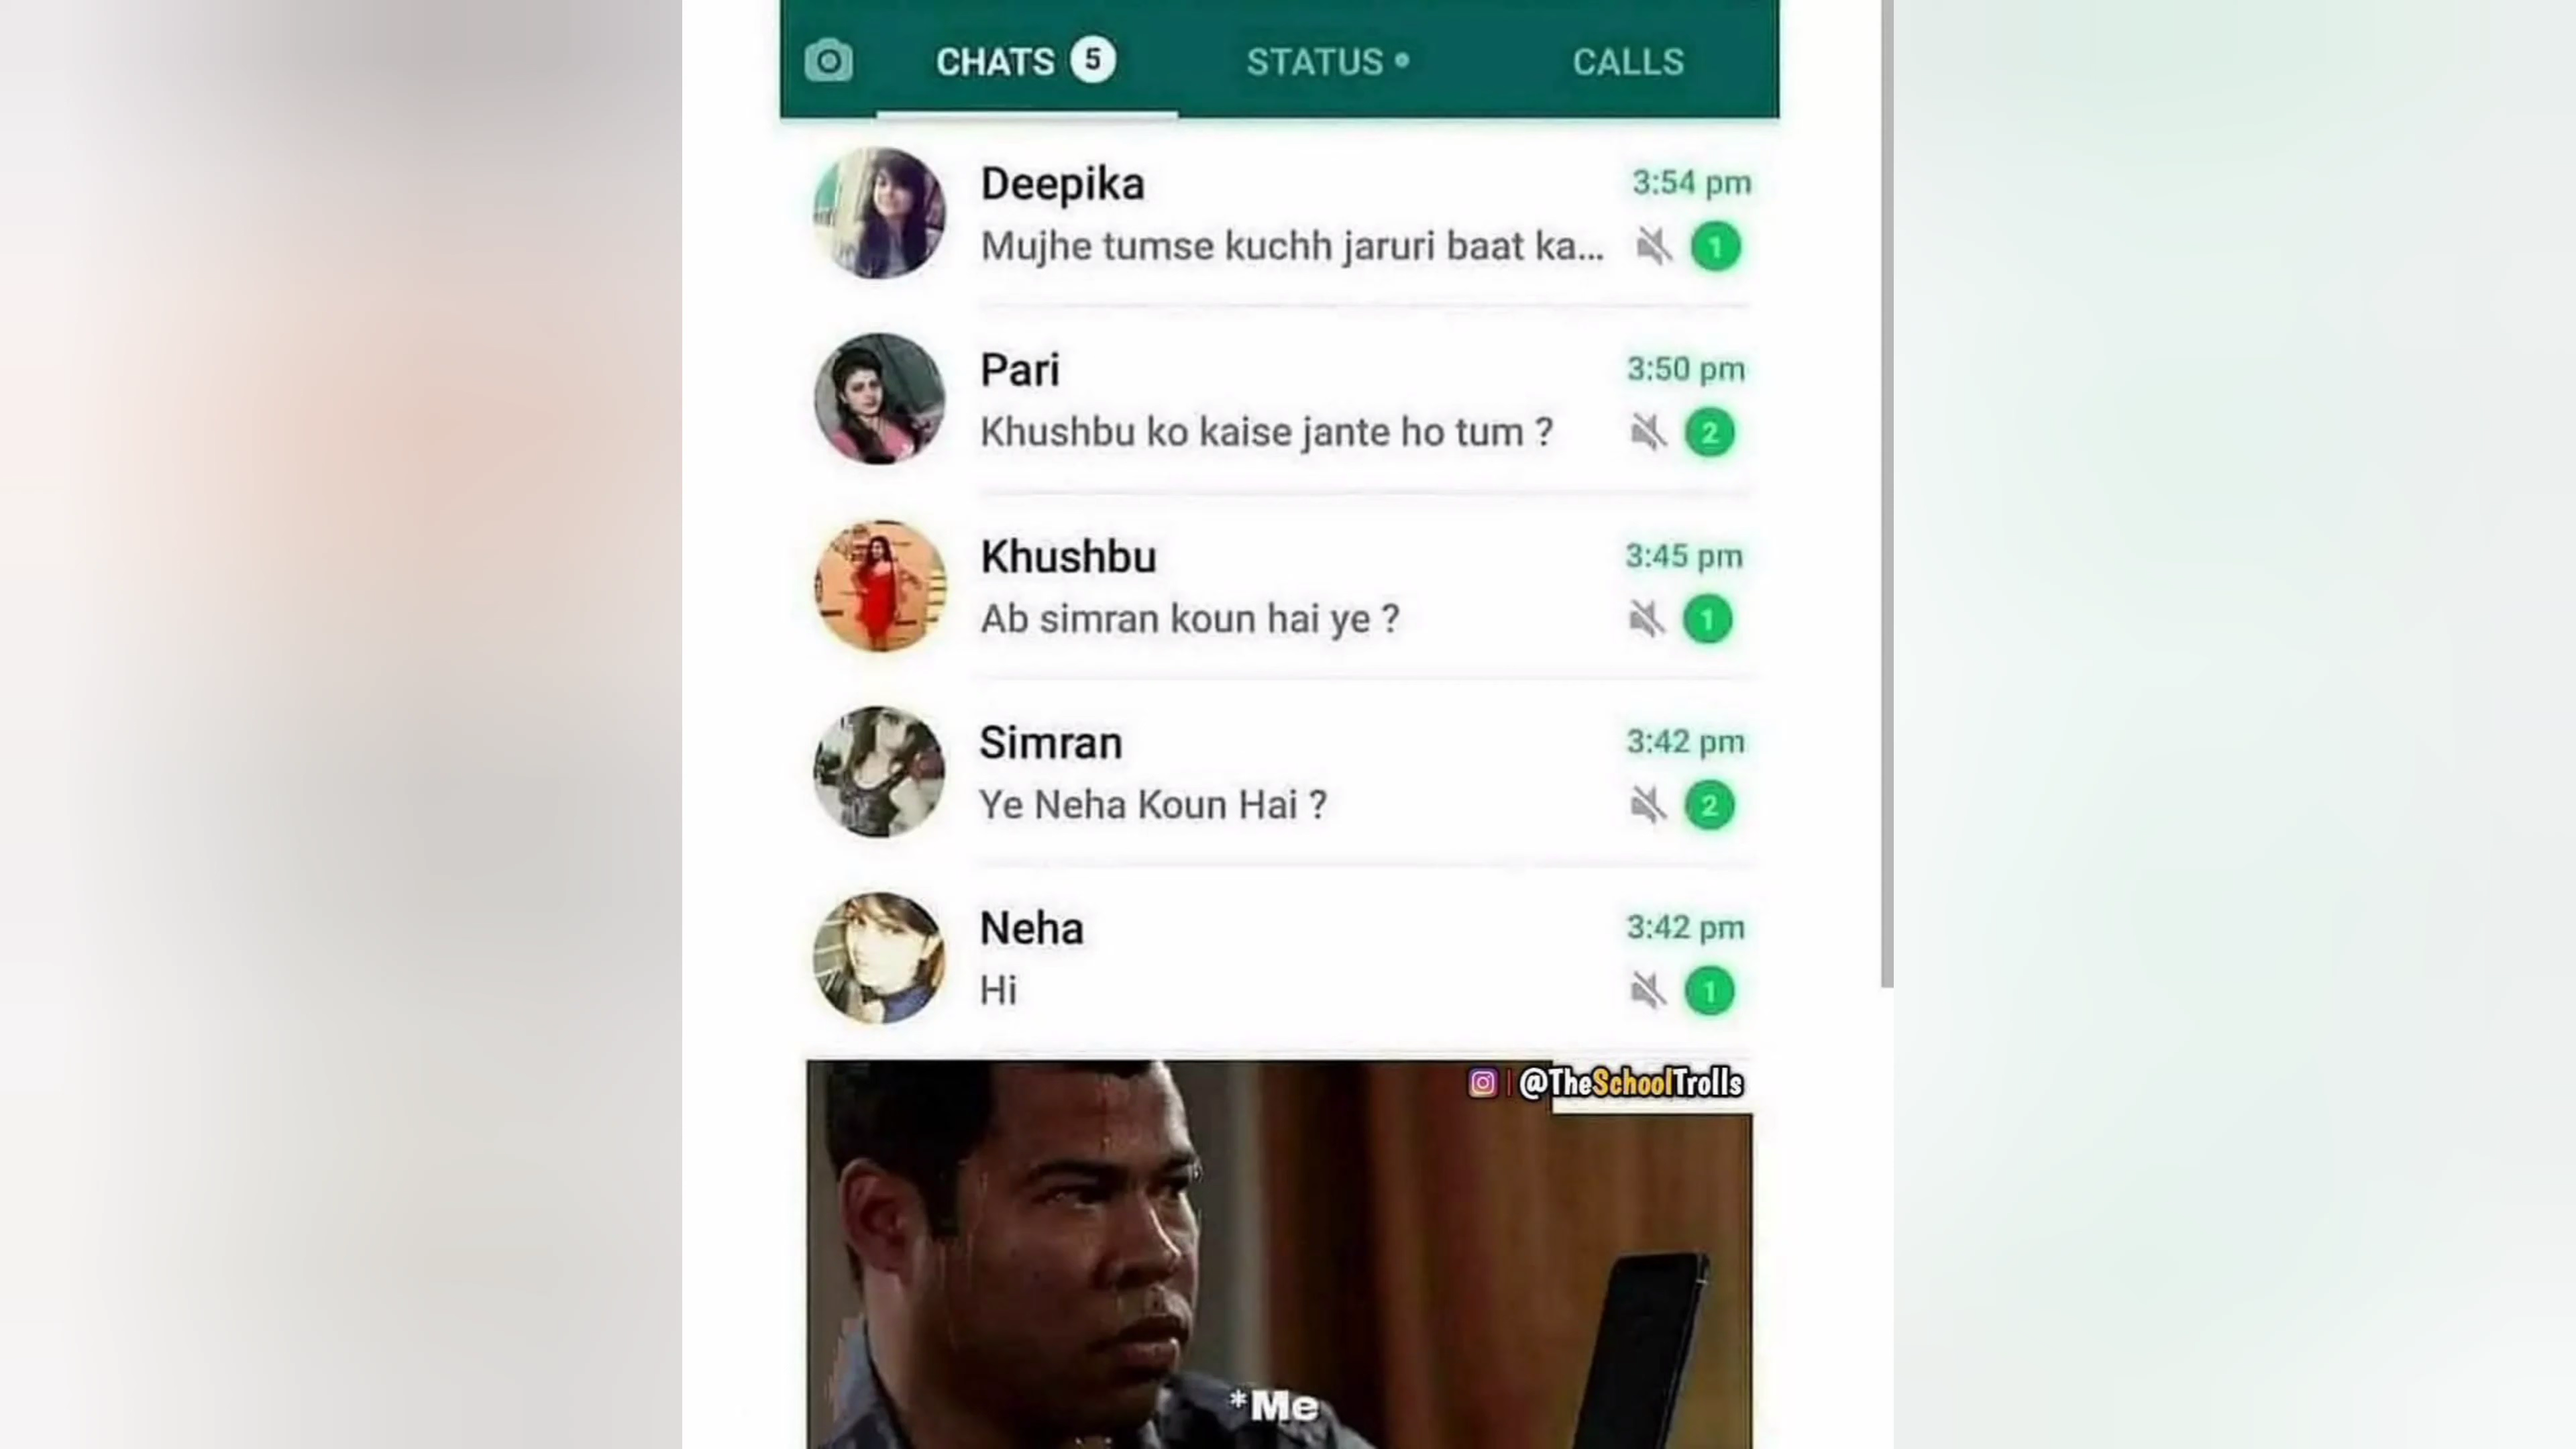 CHATS 5 STATUS • CALLS
Deepika 3:54 pm
Mujhe tumse kuchh jaruri baat ka... 1
Pari 3:50 pm
Khushbu ko kaise jante ho tum ? 2
Khushbu 3:45 pm
Ab simran koun hai ye ? 1
Simran 3:42 pm
Ye Neha Koun Hai ? 2
Neha 3:42 pm
Hi 1
| @TheSchoolTrolls
*Me